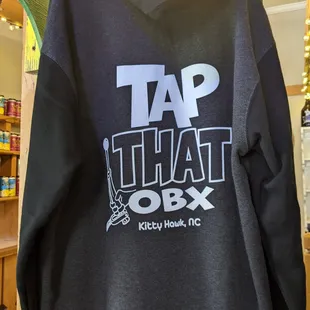 TAP
THAT
OBX
Kitty Hawk, NC